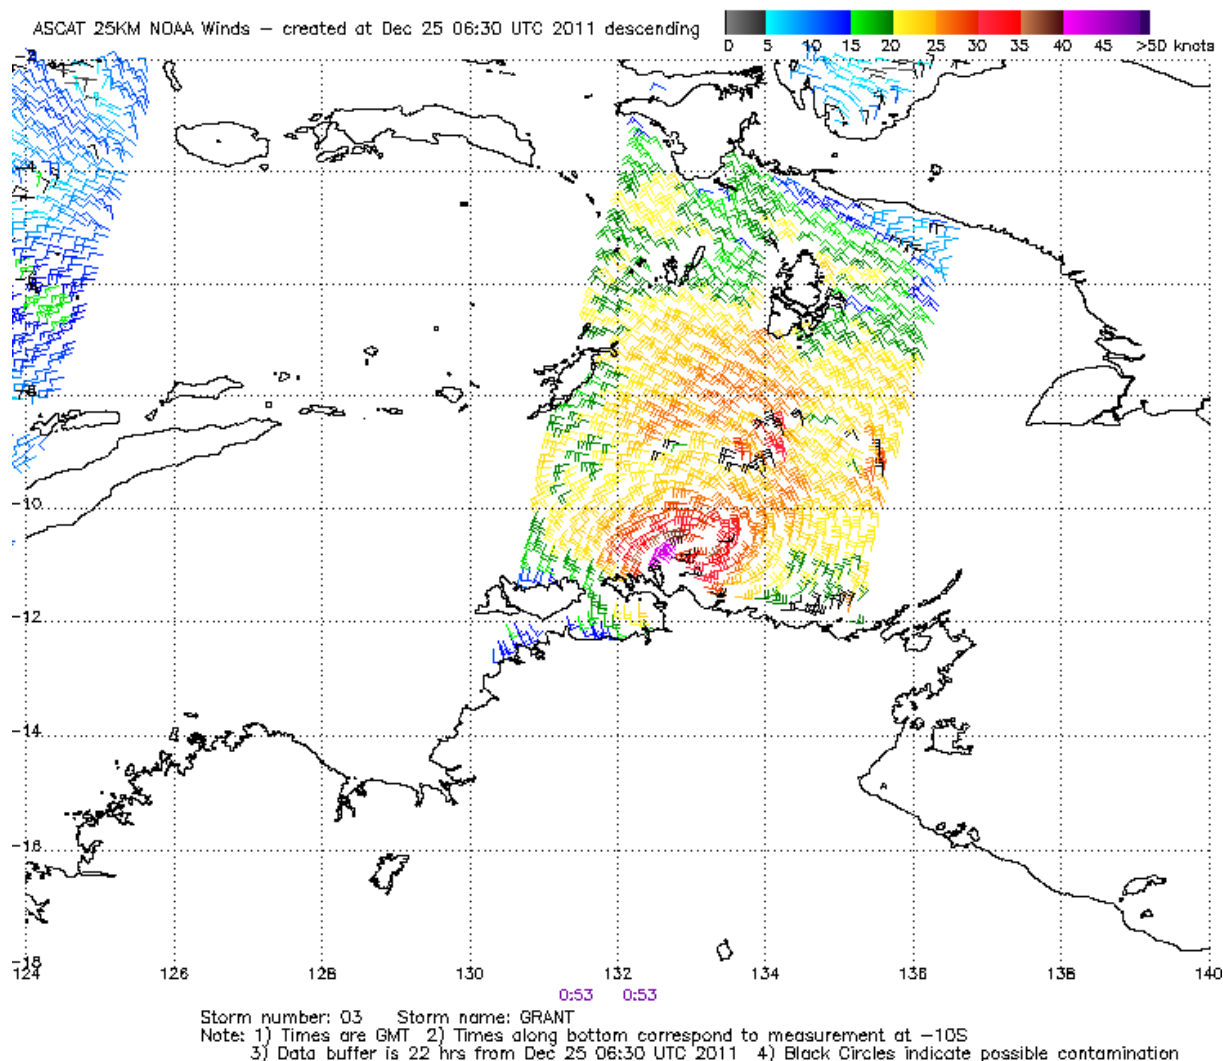 ASCAT 25KM NOAA Winds – created at Dec 25 06:30 UTC 2011 descending
0 5 10 15 20 25 30 35 40 45 >50 knots
-2
-4
-6
-8
-10
-12
-14
-18
-18
124 126 128 130 132 134 136 138 140
0:53 0:53
Storm number: 03 Storm name: GRANT
Note: 1) Times are GMT 2) Times along bottom correspond to measurement at -10S
3) Data buffer is 22 hrs from Dec 25 06:30 UTC 2011 4) Black Circles indicate possible contamination